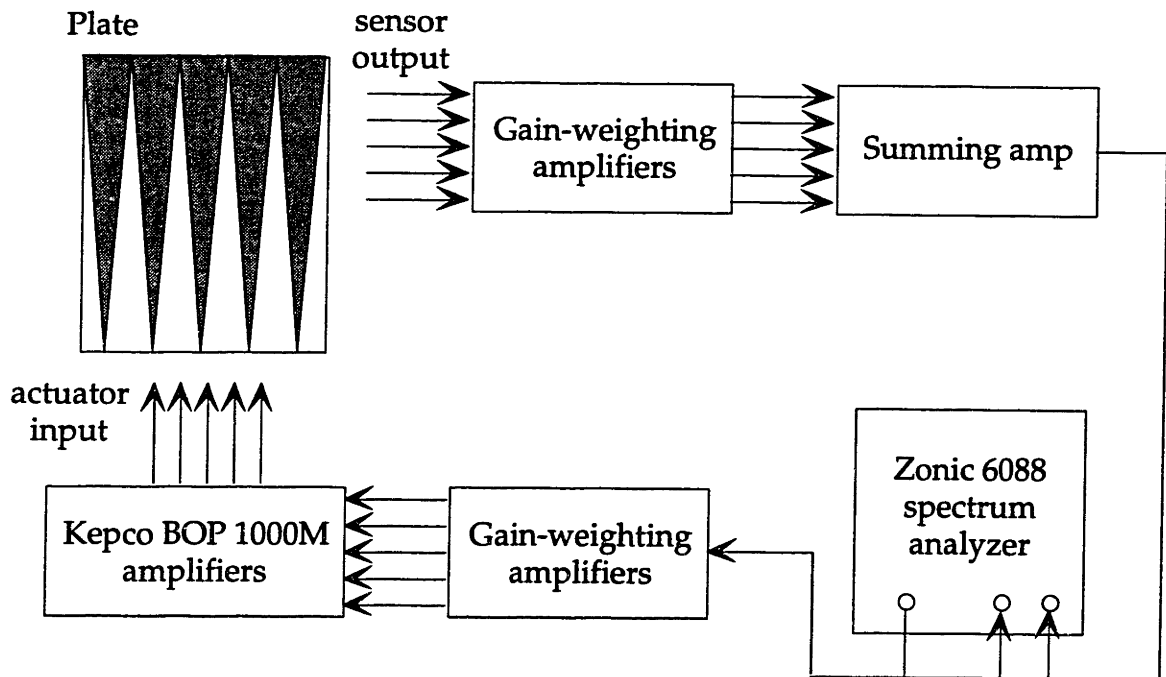 Plate
sensor
output
Gain-weighting
amplifiers
Summing amp
actuator
input
Kepco BOP 1000M
amplifiers
Gain-weighting
amplifiers
Zonic 6088
spectrum
analyzer